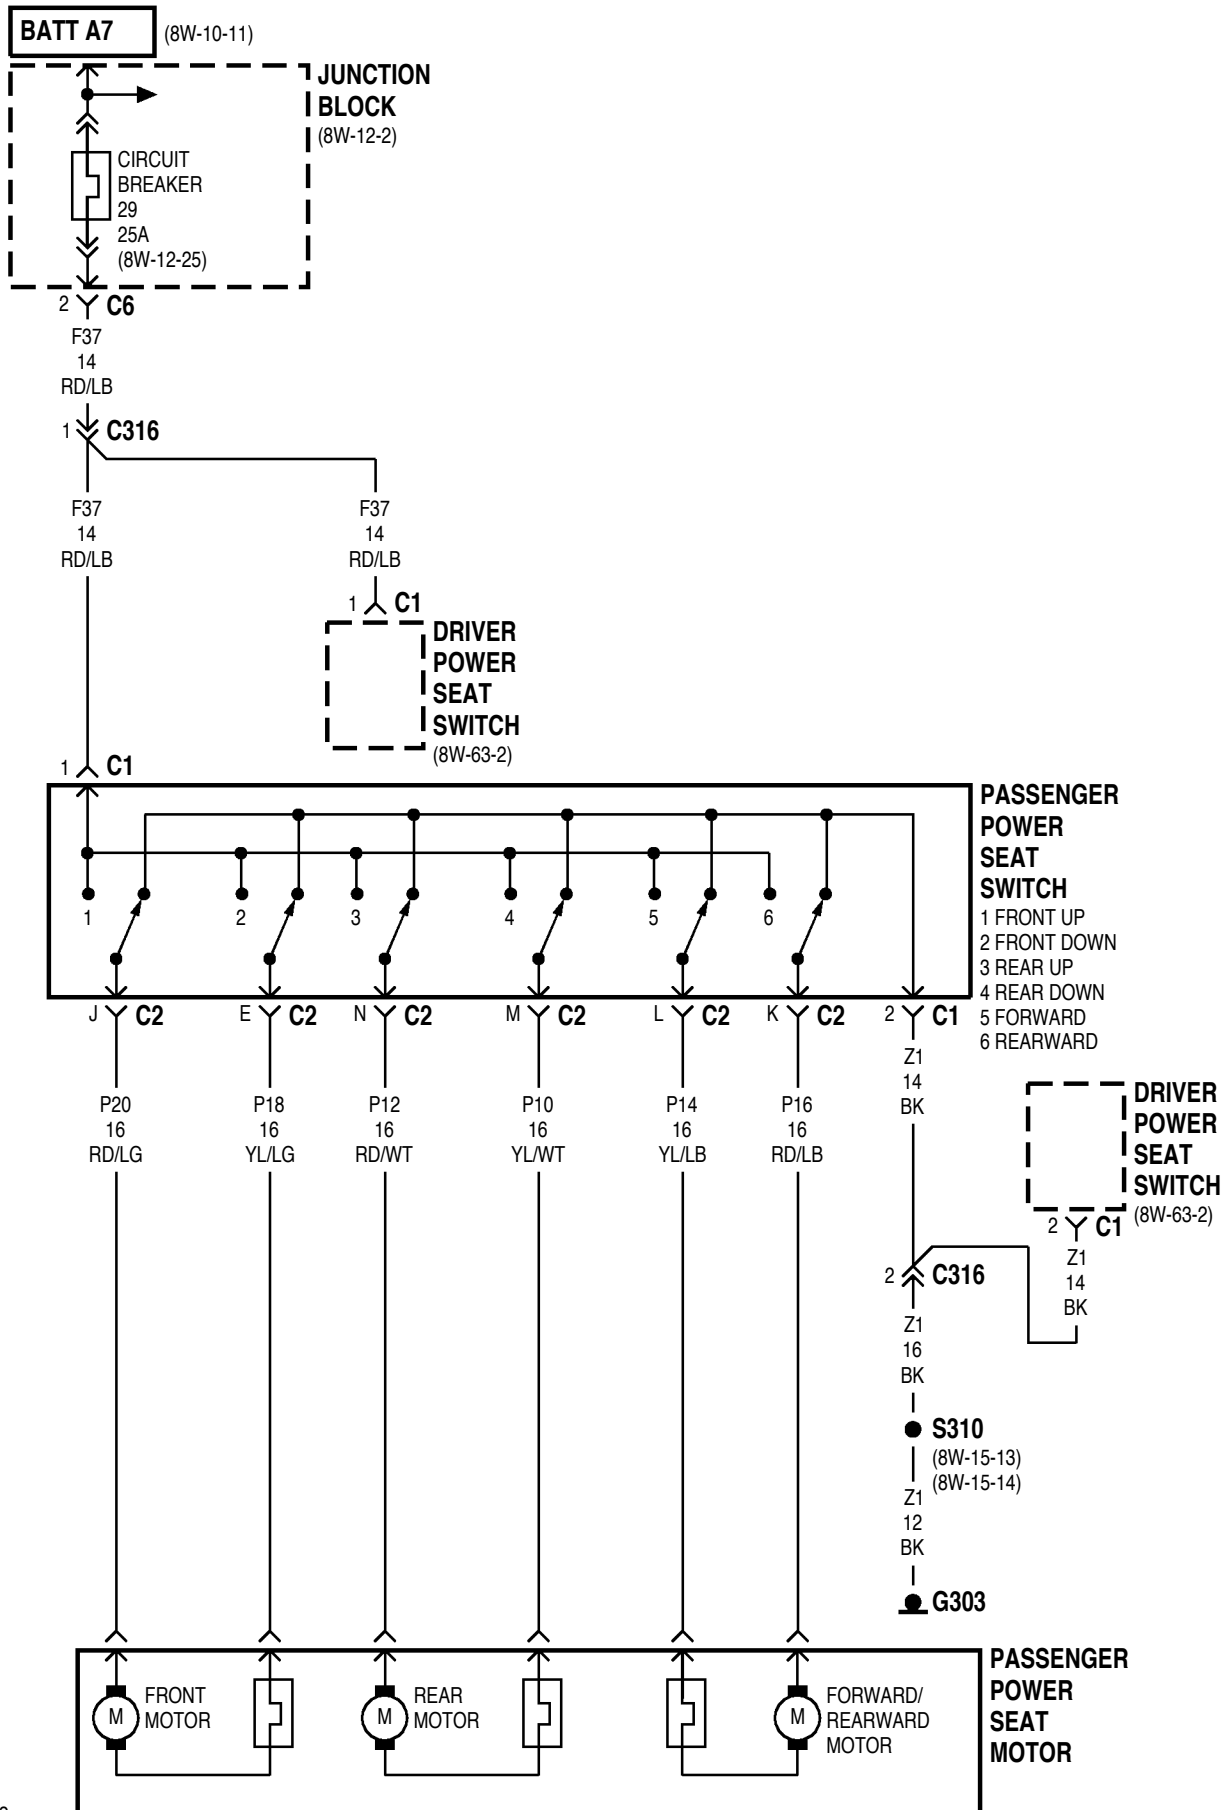 BATT A7 (8W-10-11)
JUNCTION
BLOCK
(8W-12-2)
CIRCUIT
BREAKER
29
25A
(8W-12-25)
2 C6
F37
14
RD/LB
1 C316
F37
14
RD/LB
F37
14
RD/LB
1 C1
DRIVER
POWER
SEAT
SWITCH
(8W-63-2)
1 C1
PASSENGER
POWER
SEAT
SWITCH
1 FRONT UP
2 FRONT DOWN
3 REAR UP
4 REAR DOWN
5 FORWARD
6 REARWARD
1 2 3 4 5 6
J C2 E C2 N C2 M C2 L C2 K C2 2 C1
Z1
14
BK
P20
16
RD/LG
P18
16
YL/LG
P12
16
RD/WT
P10
16
YL/WT
P14
16
YL/LB
P16
16
RD/LB
DRIVER
POWER
SEAT
SWITCH
(8W-63-2)
2 C1
Z1
14
BK
2 C316
Z1
16
BK
S310
(8W-15-13)
(8W-15-14)
Z1
12
BK
G303
PASSENGER
POWER
SEAT
MOTOR
M FRONT
MOTOR
M REAR
MOTOR
M FORWARD/
REARWARD
MOTOR